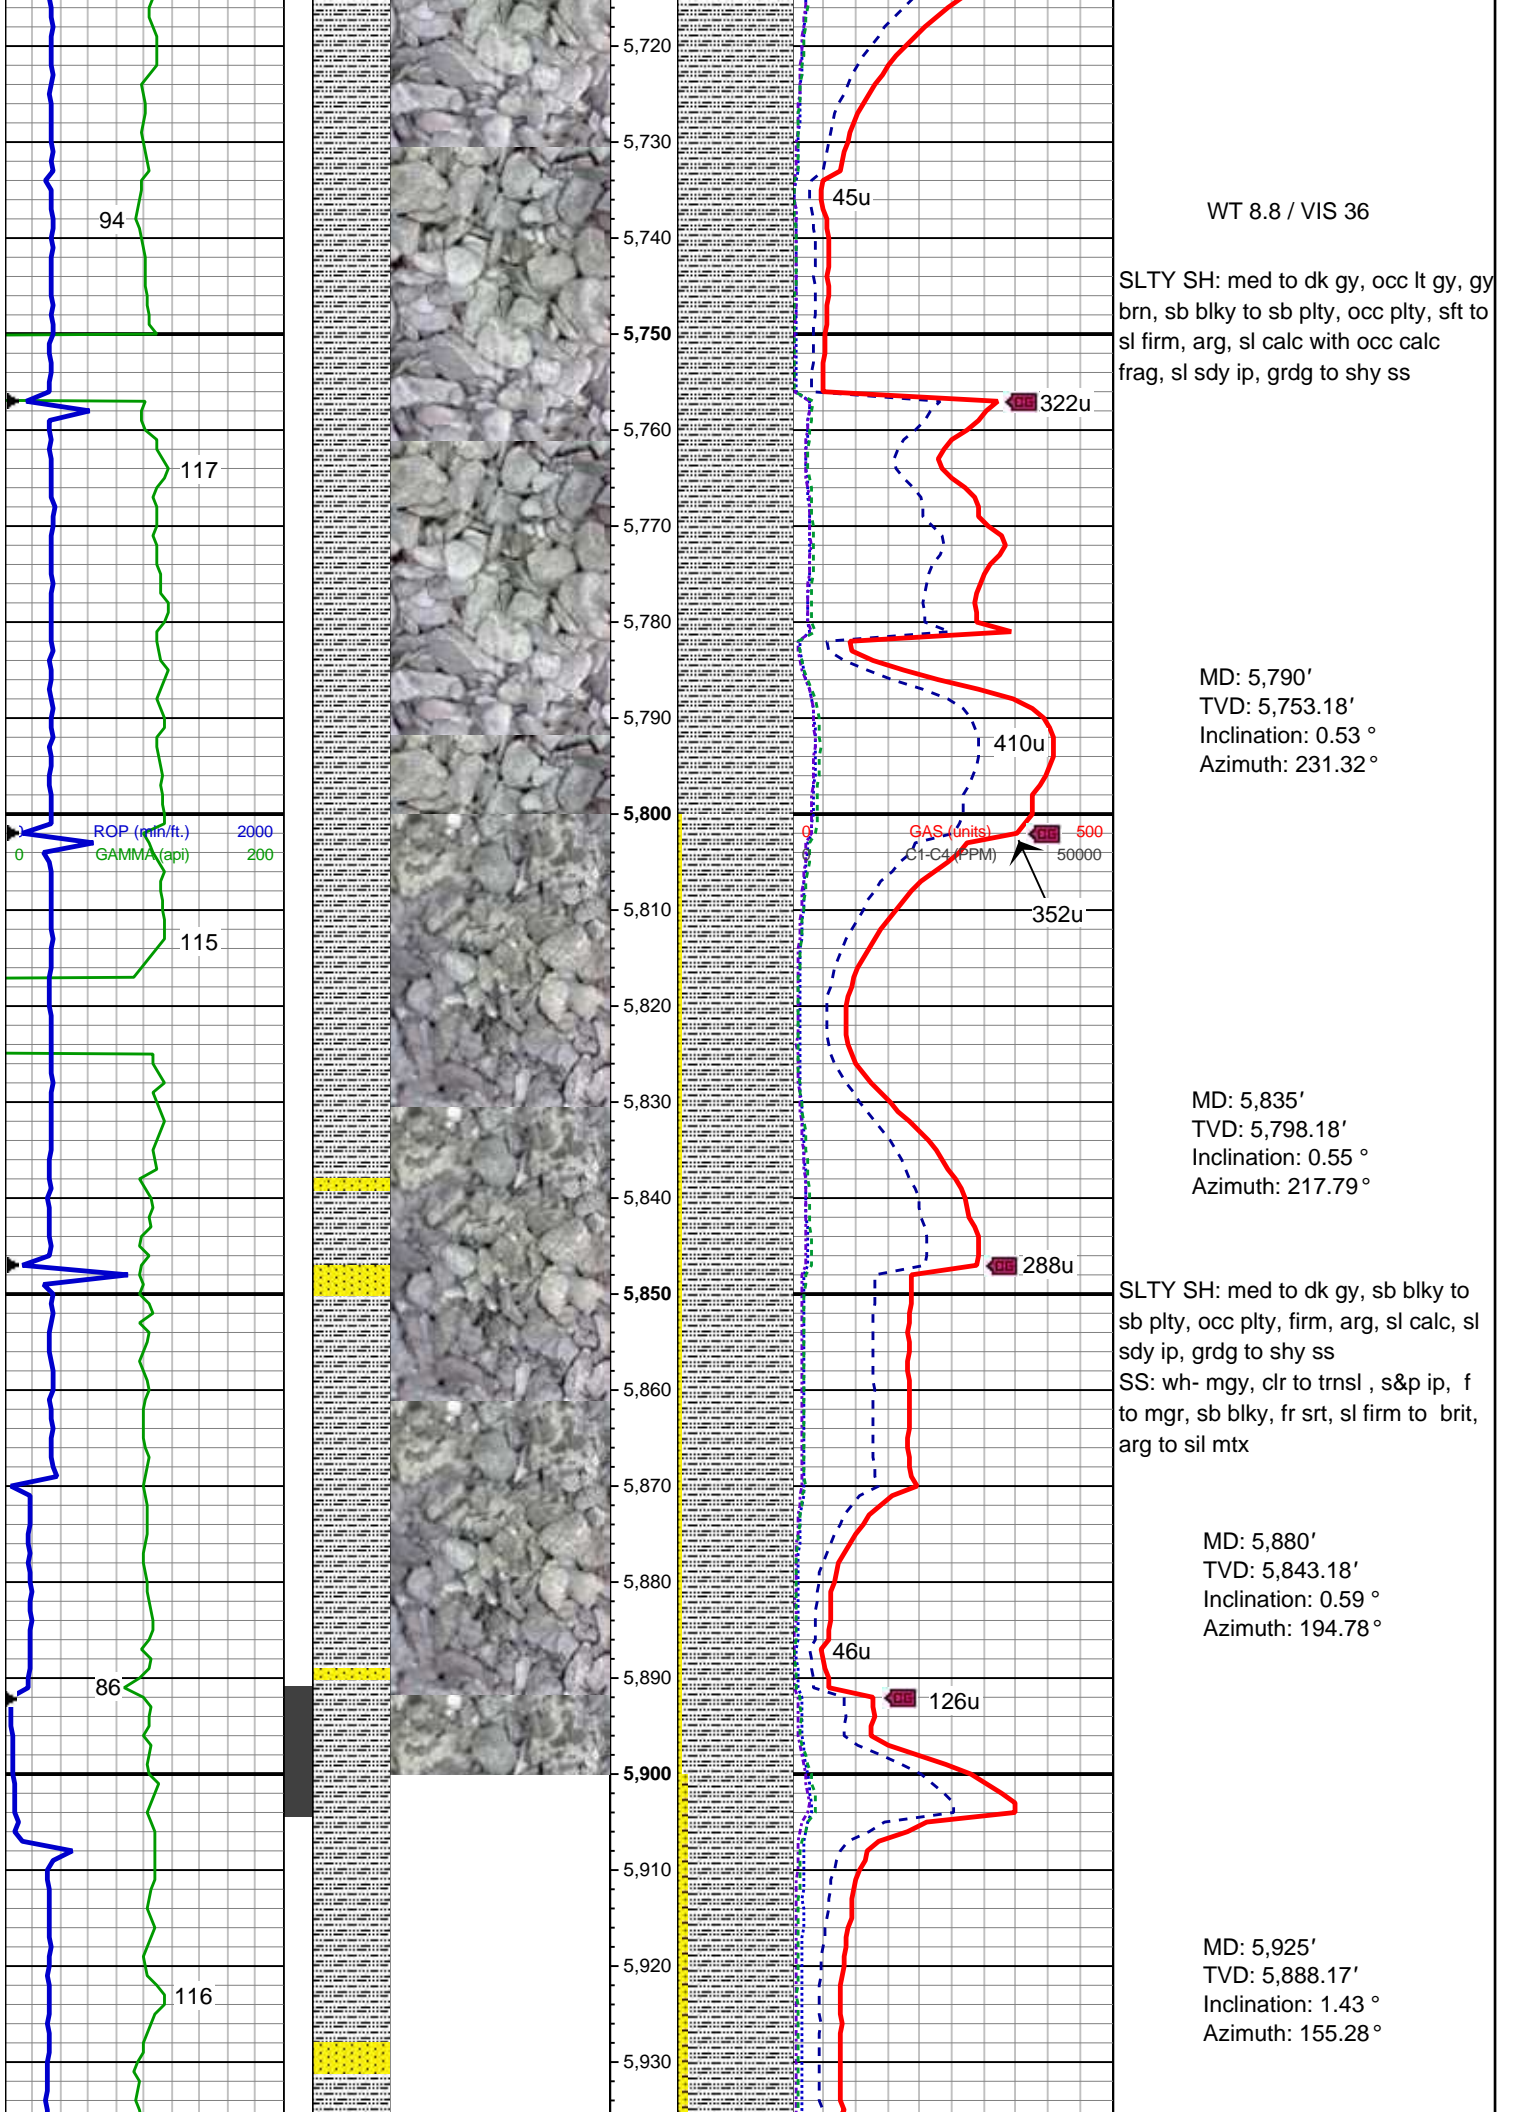 5,720
5,730
45u
WT 8.8 / VIS 36
94
5,740
SLTY SH: med to dk gy, occ lt gy, gy
brn, sb blky to sb plty, occ plty, sft to
sl firm, arg, sl calc with occ calc
frag, sl sdy ip, grdg to shy ss
5,750
CG 322u
5,760
117
5,770
5,780
MD: 5,790′
TVD: 5,753.18′
Inclination: 0.53 °
Azimuth: 231.32°
5,790
410u
5,800
0 ROP (min/ft.) 2000
0 GAMMA (api) 200
0 GAS (units) 500
0 C1-C4 (PPM) 50000
CG
352u
5,810
115
5,820
5,830
MD: 5,835′
TVD: 5,798.18′
Inclination: 0.55 °
Azimuth: 217.79°
5,840
CG 288u
5,850
SLTY SH: med to dk gy, sb blky to
sb plty, occ plty, firm, arg, sl calc, sl
sdy ip, grdg to shy ss
SS: wh- mgy, clr to trnsl , s&p ip, f
to mgr, sb blky, fr srt, sl firm to brit,
arg to sil mtx
5,860
5,870
MD: 5,880′
TVD: 5,843.18′
Inclination: 0.59 °
Azimuth: 194.78°
5,880
46u
5,890
86
CG 126u
5,900
5,910
MD: 5,925′
TVD: 5,888.17′
Inclination: 1.43 °
Azimuth: 155.28°
5,920
116
5,930